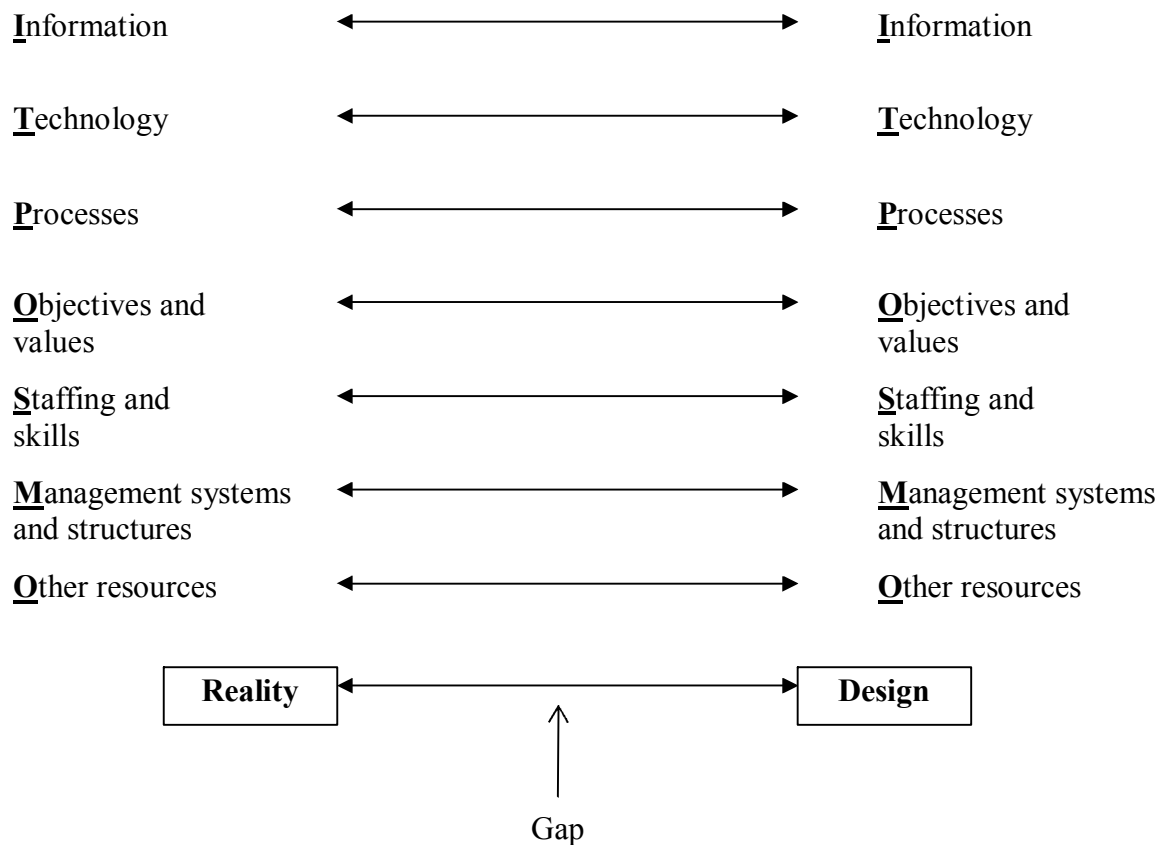 Information Information
Technology Technology
Processes Processes
Objectives and Objectives and
values values
Staffing and Staffing and
skills skills
Management systems Management systems
and structures and structures
Other resources Other resources
Reality Design
Gap